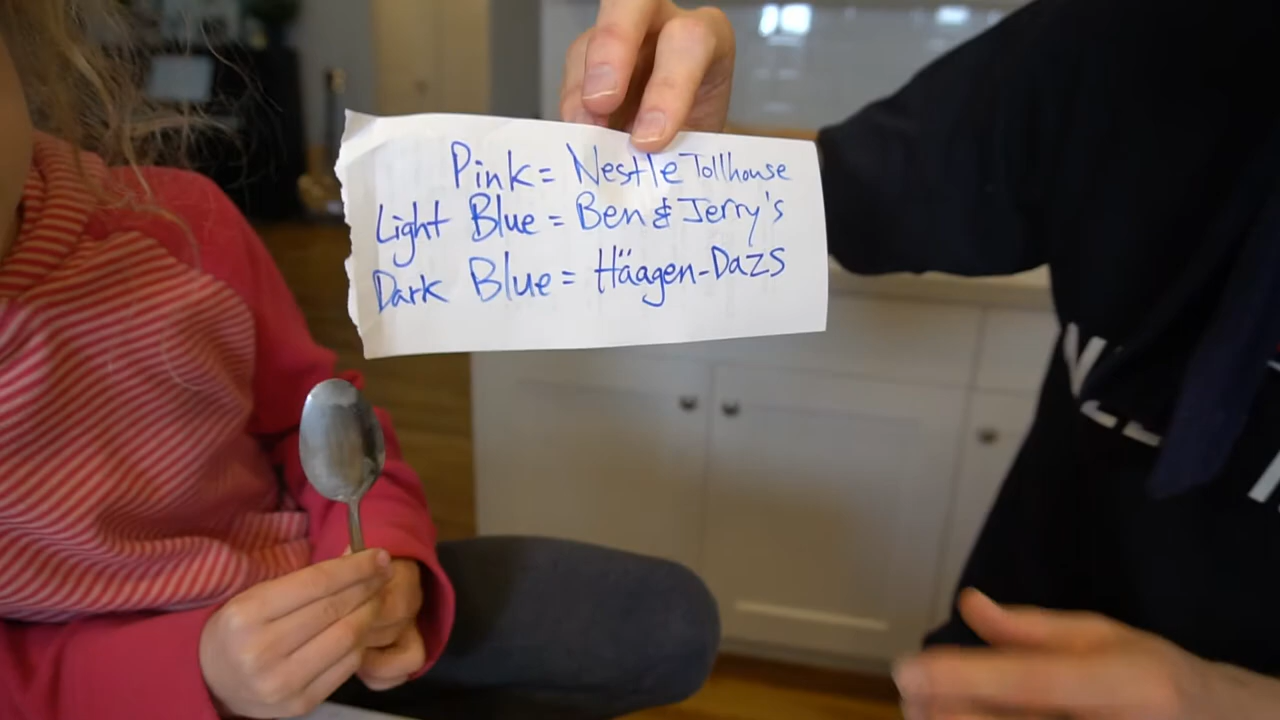 Pink = Nestle Tollhouse
Light Blue = Ben & Jerry's
Dark Blue = Häagen-Dazs